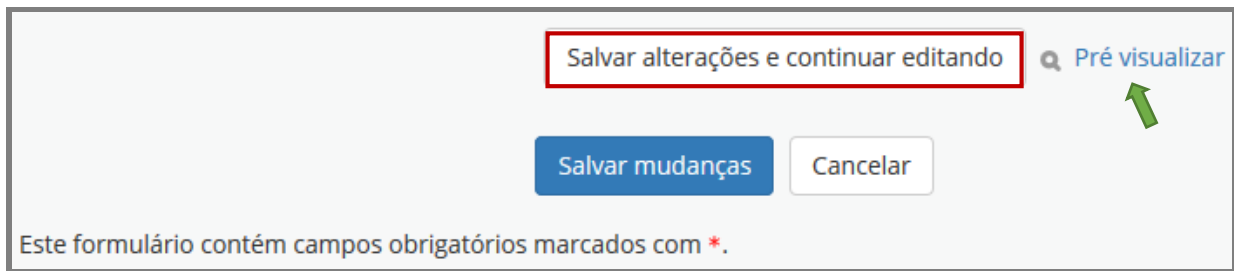 Salvar alterações e continuar editando Pré visualizar
Salvar mudanças Cancelar
Este formulário contém campos obrigatórios marcados com *.